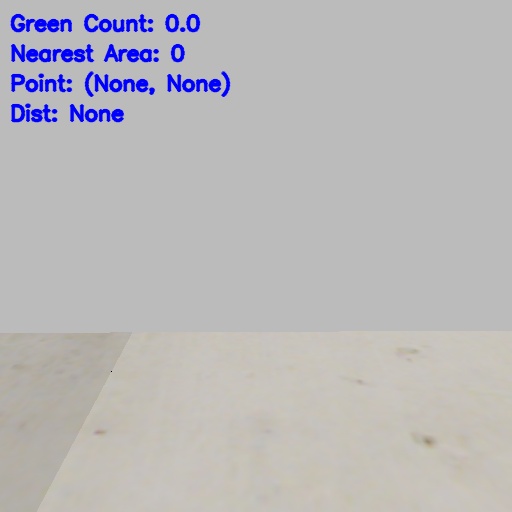 Green Count: 0.0
Nearest Area: 0
Point: (None, None)
Dist: None